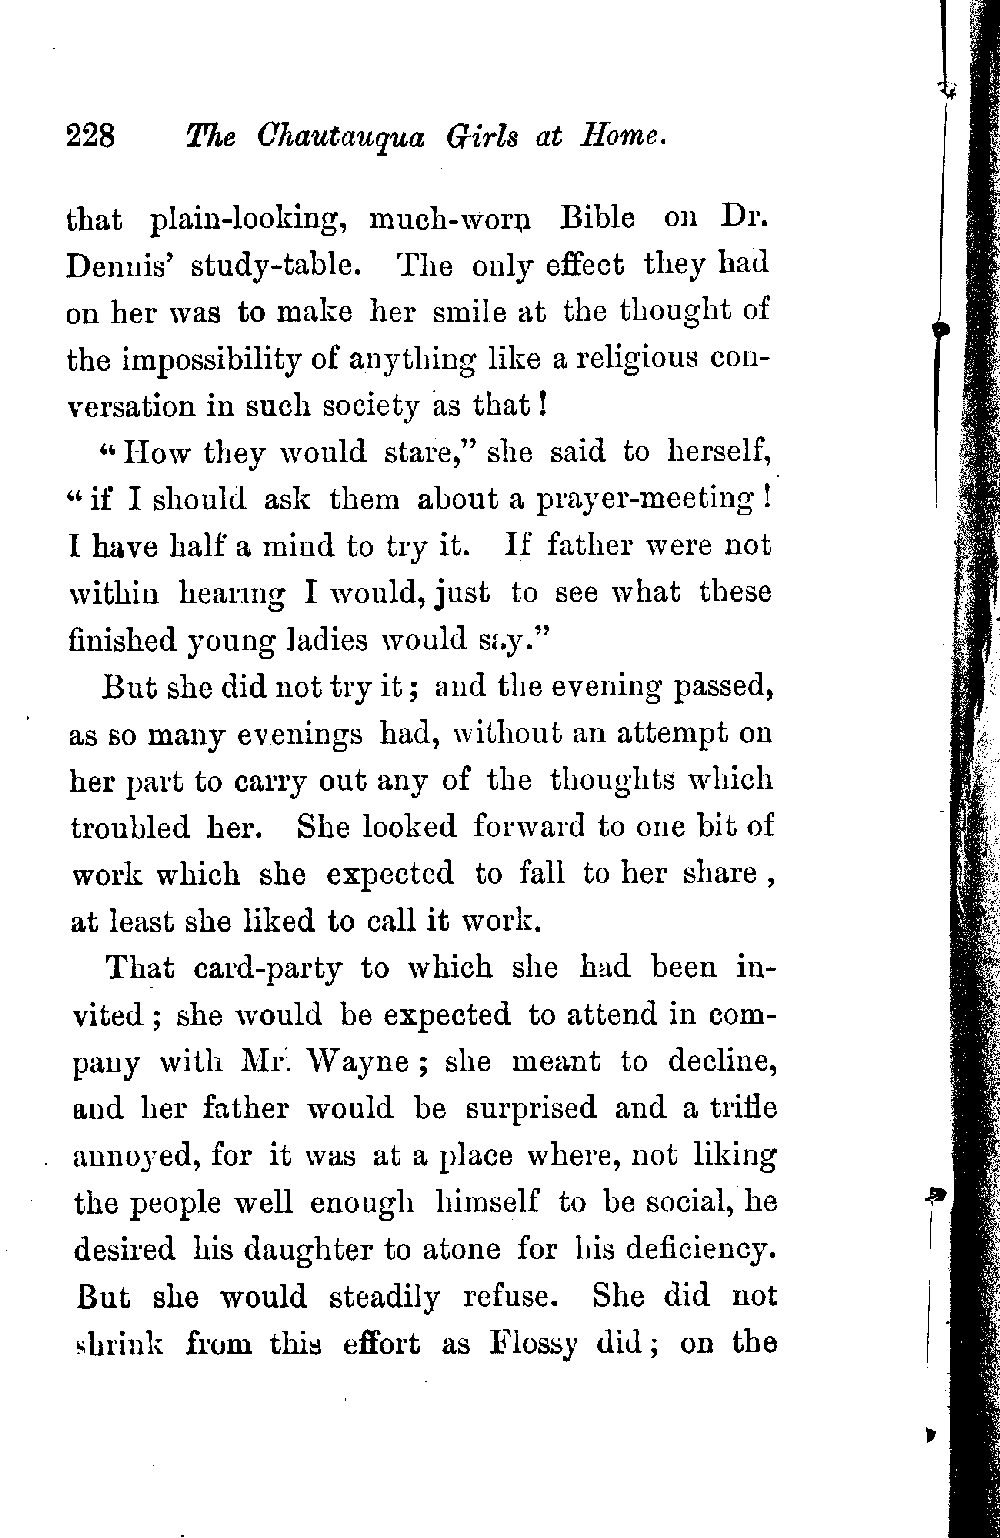 228 The Chautauqua Girls at Home.
that plain-looking, much-worn Bible on Dr.
Dennis’ study-table. The only effect they had
on her was to make her smile at the thought of
the impossibility of anything like a religious con-
versation in such society as that!
“How they would stare,” she said to herself,
“if I should ask them about a prayer-meeting!
I have half a mind to try it. If father were not
within hearing I would, just to see what these
finished young ladies would say.”
But she did not try it; and the evening passed,
as so many evenings had, without an attempt on
her part to carry out any of the thoughts which
troubled her. She looked forward to one bit of
work which she expected to fall to her share,
at least she liked to call it work.
That card-party to which she had been in-
vited; she would be expected to attend in com-
pany with Mr. Wayne; she meant to decline,
and her father would be surprised and a trifle
annoyed, for it was at a place where, not liking
the people well enough himself to be social, he
desired his daughter to atone for his deficiency.
But she would steadily refuse. She did not
shrink from this effort as Flossy did; on the